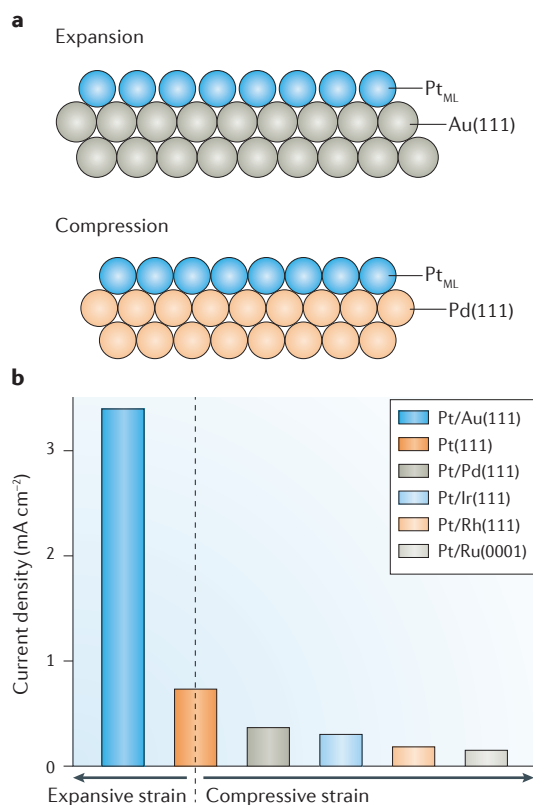 a
Expansion
Pt_ML
Au(111)
Compression
Pt_ML
Pd(111)
b
Current density (mA cm⁻²)
3
2
1
0
Pt/Au(111)
Pt(111)
Pt/Pd(111)
Pt/Ir(111)
Pt/Rh(111)
Pt/Ru(0001)
Expansive strain
Compressive strain